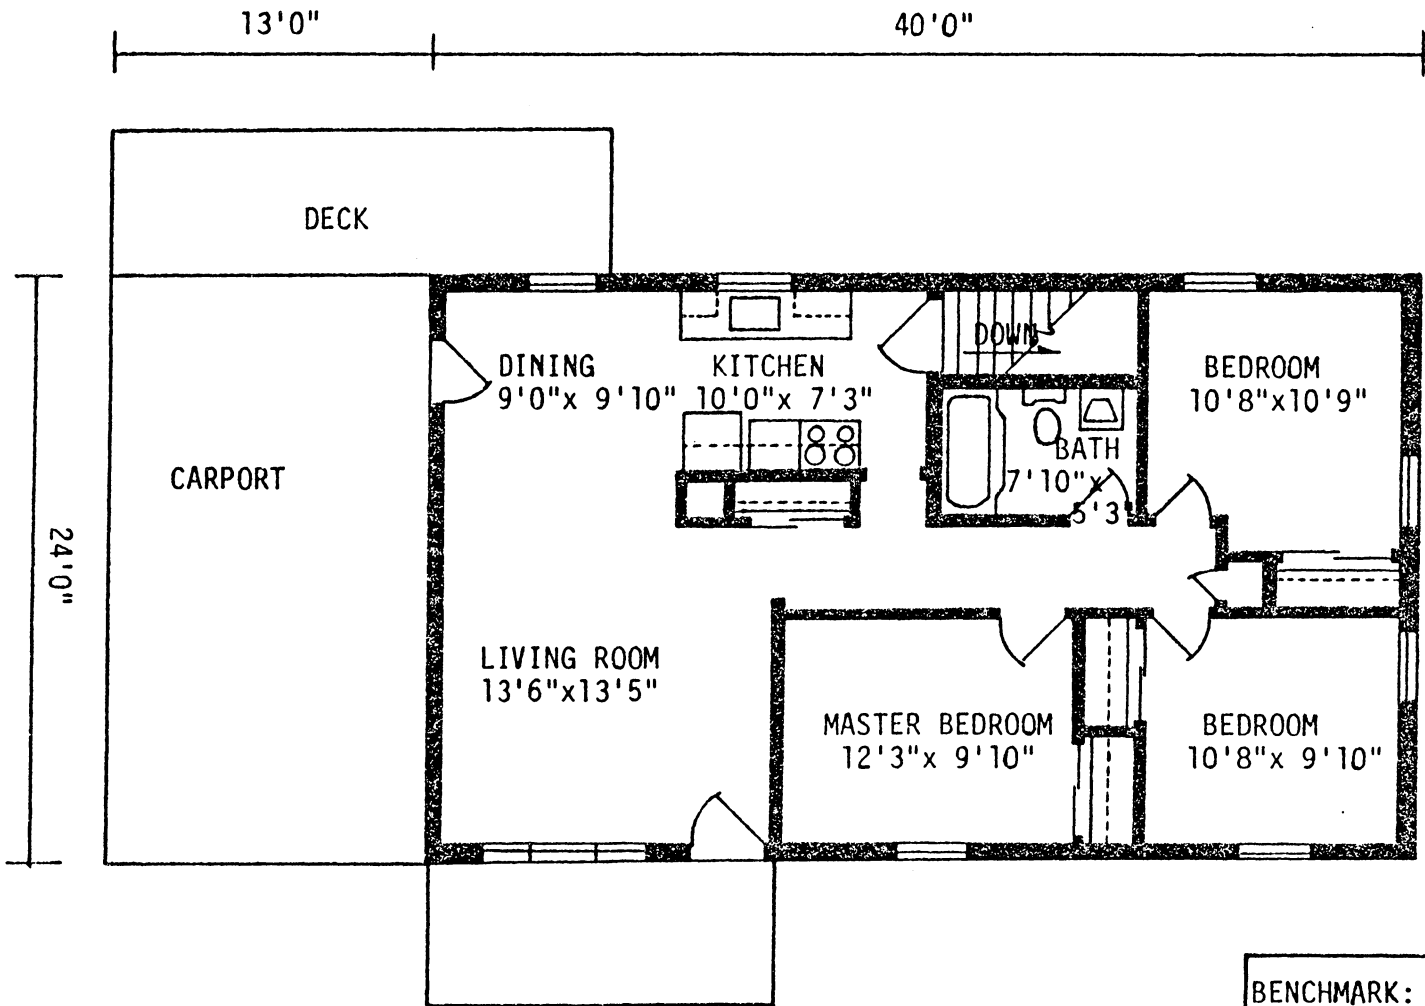 13'0"
40'0"
DECK
DOWN
DINING
9'0"x 9'10"
KITCHEN
10'0"x 7'3"
BEDROOM
10'8"x10'9"
BATH
7'10"x
5'3"
CARPORT
24'0"
LIVING ROOM
13'6"x13'5"
MASTER BEDROOM
12'3"x 9'10"
BEDROOM
10'8"x 9'10"
BENCHMARK: